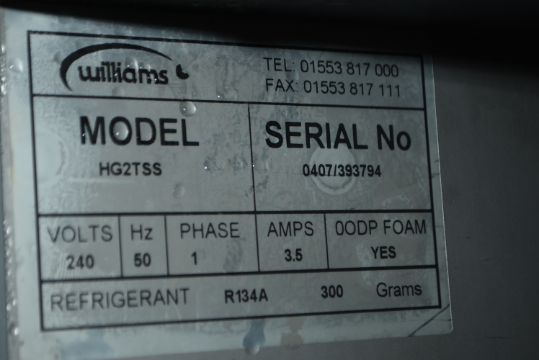 williams
TEL: 01553 817 000
FAX: 01553 817 111
MODEL
HG2TSS
SERIAL No
0407/393794
VOLTS Hz PHASE AMPS 0ODP FOAM
240 50 1 3.5 YES
REFRIGERANT R134A 300 Grams